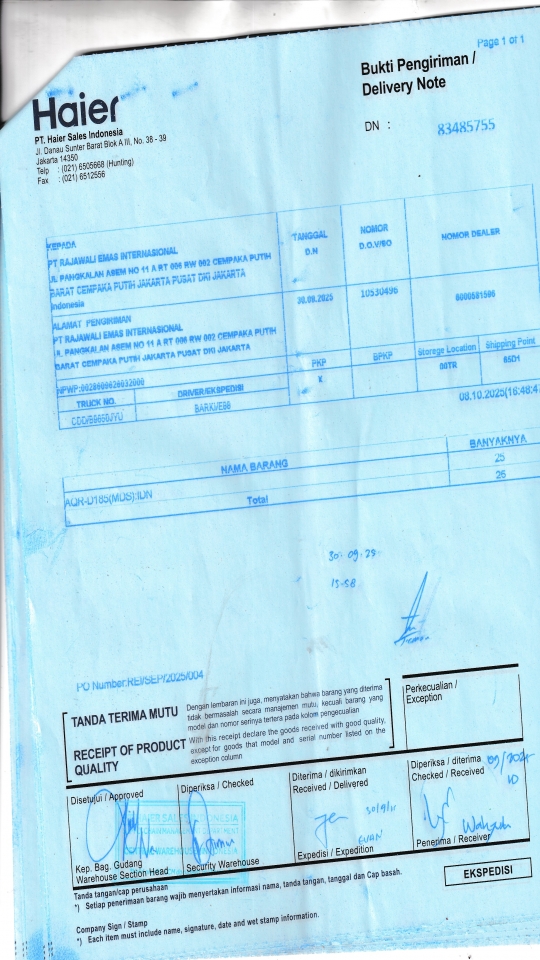 Page 1 of 1
Bukti Pengiriman /
Delivery Note
Haier
PT. Haier Sales Indonesia
Jl. Danau Sunter Barat Blok A III. No. 38 - 39
Jakarta 14350
Telp : (021) 6505668 (Hunting)
Fax : (021) 6512556
DN : 83485755
KEPADA
PT RAJAWALI EMAS INTERNASIONAL
JL PANGKALAN ASEM NO 11 A RT 006 RW 002 CEMPAKA PUTIH
BARAT CEMPAKA PUTIH JAKARTA PUSAT DKI JAKARTA
Indonesia
TANGGAL
D.N
NOMOR
D.O.V/SO
NOMOR DEALER
30.09.2025
10530496
8000581596
ALAMAT PENGIRIMAN
PT RAJAWALI EMAS INTERNASIONAL
JL PANGKALAN ASEM NO 11 A RT 006 RW 002 CEMPAKA PUTIH
BARAT CEMPAKA PUTIH JAKARTA PUSAT DKI JAKARTA
PKP
BPKP
Storege Location
Shipping Point
X
06TR
85D1
NPWP:0028600620032000
TRUCK NO.
DRIVER/EKSPEDISI
BARKI/E86
08.10.2025(16:48:4
NAMA BARANG
BANYAKNYA
AQR-D185(MDS):IDN
25
Total
25
30-09-25
15-58
PO Number:REI/SEP/2025/004
TANDA TERIMA MUTU
Dengan lembaran ini juga, menyatakan bahwa barang yang diterima
tidak bermasalah secara manajemen mutu, kecuali barang yang
model dan nomor serinya tertera pada kolom pengecualian
RECEIPT OF PRODUCT
QUALITY
With this receipt declare the goods received with good quality,
except for goods that model and serial number listed on the
exception column
Perkecualian /
Exception
Disetujui / Approved
Diperiksa / Checked
Diterima / dikirimkan
Received / Delivered
Diperiksa / diterima
Checked / Received
HAIER SALES INDONESIA
30/9/
Kep. Bag. Gudang
Warehouse Section Head
Security Warehouse
Expedisi / Expedition
Penerima / Receiver
EKSPEDISI
Tanda tangan/cap perusahaan
*) Setiap penerimaan barang wajib menyertakan informasi nama, tanda tangan, tanggal dan Cap basah.
Company Sign / Stamp
*) Each item must include name, signature, date and wet stamp information.